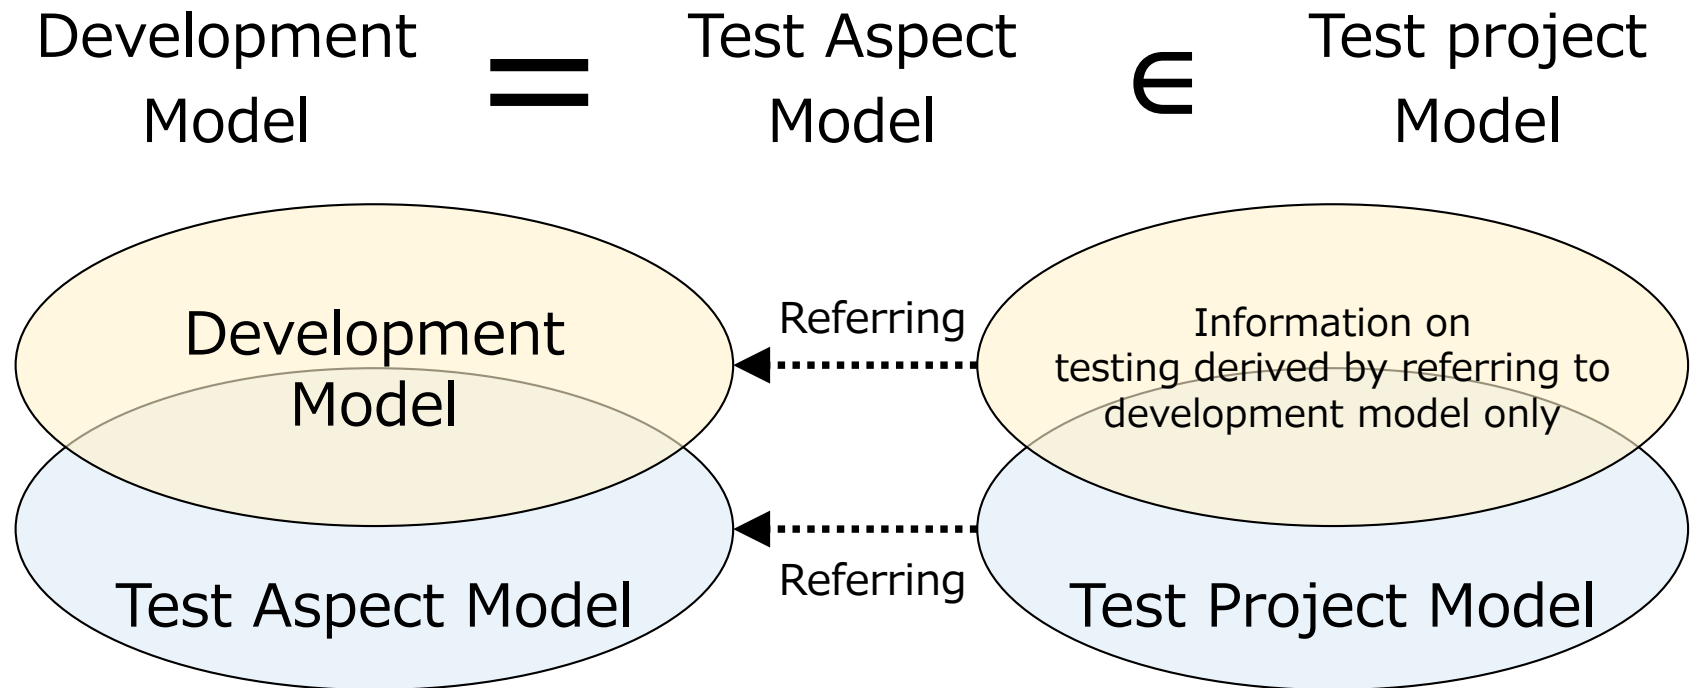 Development
Model
=
Test Aspect
Model
∈
Test project
Model
Development
Model
Referring
Information on
testing derived by referring to
development model only
Test Aspect Model
Referring
Test Project Model